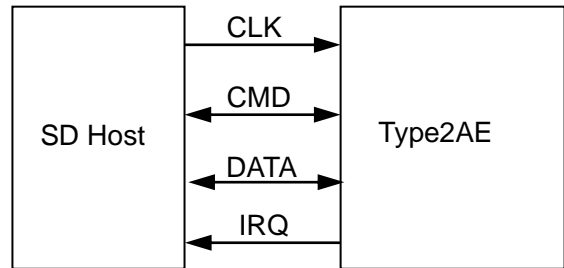 CLK
CMD
SD Host
Type2AE
DATA
IRQ